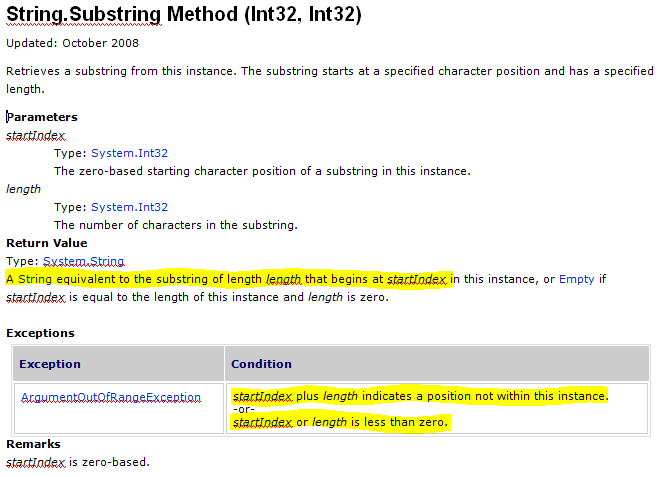 String.Substring Method (Int32, Int32)
Updated: October 2008
Retrieves a substring from this instance. The substring starts at a specified character position and has a specified
length.
Parameters
startIndex
Type: System.Int32
The zero-based starting character position of a substring in this instance.
length
Type: System.Int32
The number of characters in the substring.
Return Value
Type: System.String
A String equivalent to the substring of length length that begins at startIndex in this instance, or Empty if
startIndex is equal to the length of this instance and length is zero.
Exceptions
Exception Condition
ArgumentOutOfRangeException startIndex plus length indicates a position not within this instance.
-or-
startIndex or length is less than zero.
Remarks
startIndex is zero-based.